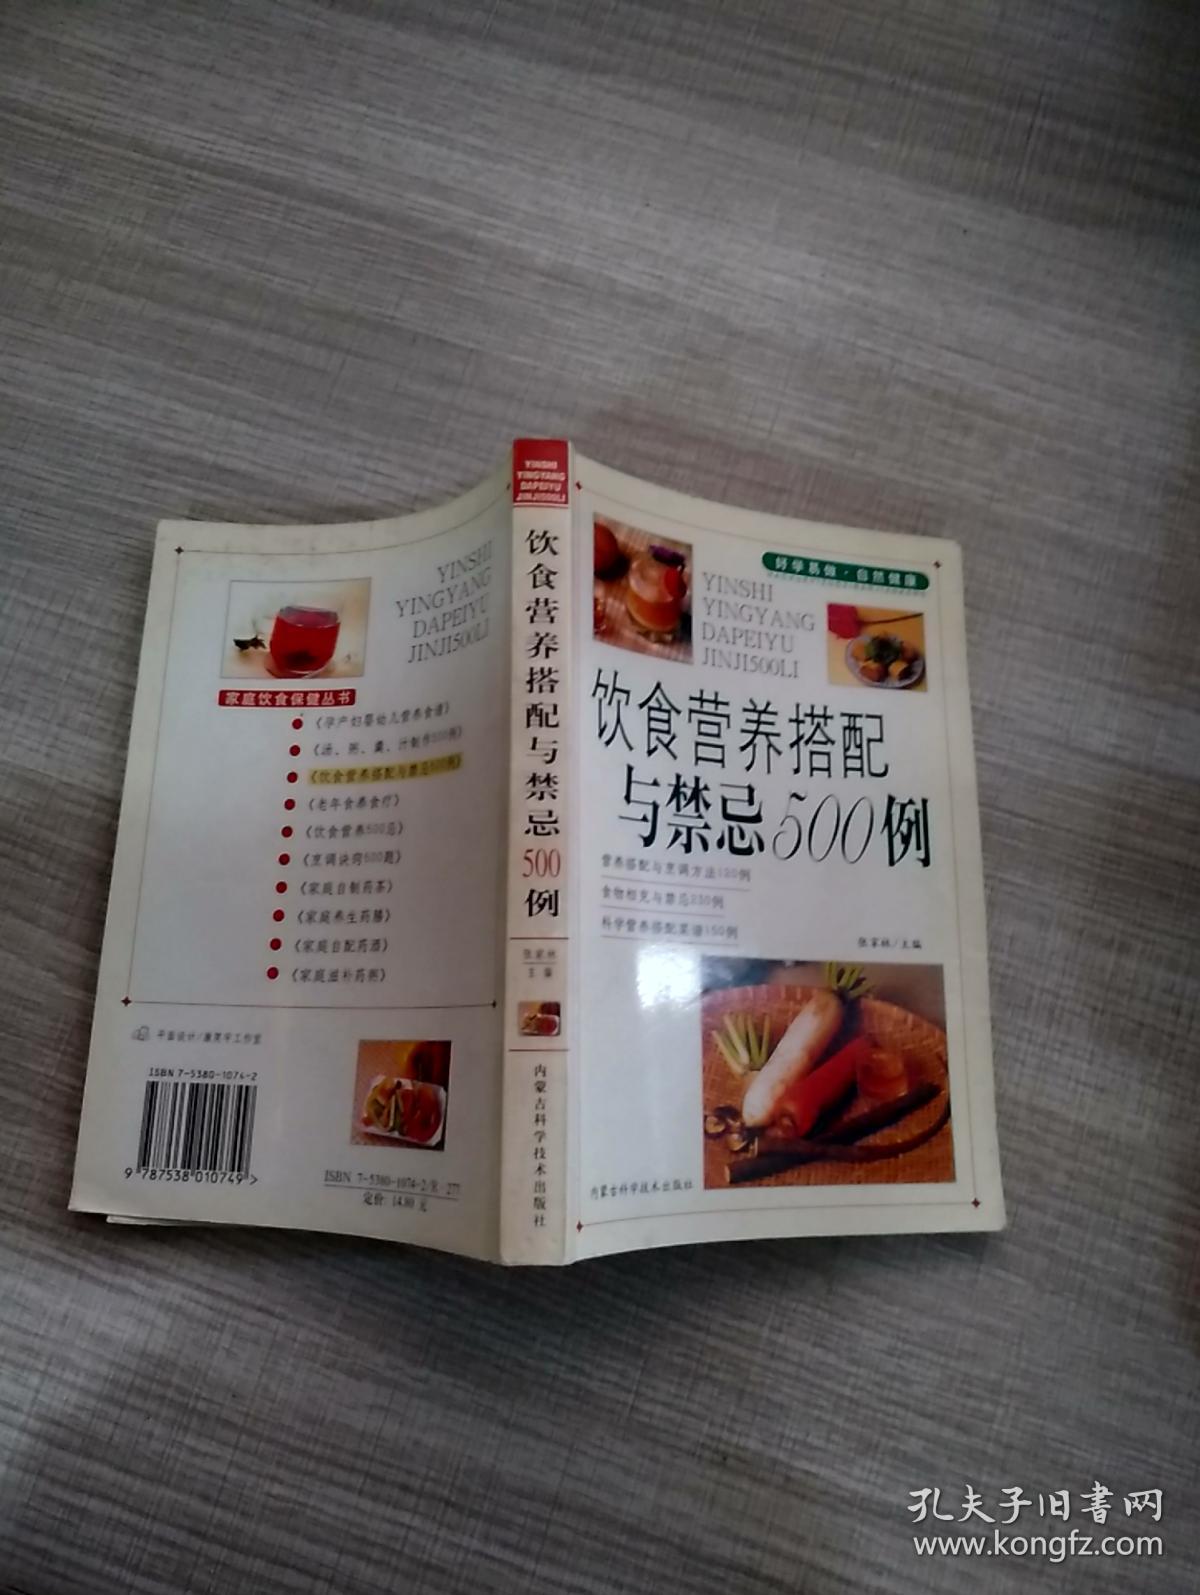 YINSHI
YINGYANG
DAPEIYU
JINJI500LI
家庭饮食保健丛书
《孕产妇婴幼儿营养食谱》
《汤、粥、羹、汁制作500例》
《饮食营养搭配与禁忌500例》
《老年食养食疗》
《饮食营养500忌》
《烹调诀窍500题》
《家庭自制药茶》
《家庭养生药膳》
《家庭自配药酒》
《家庭滋补药粥》
ISBN 7-5380-1074-2
9 787538 010749>
定价: 14.80 元
YINSHI
YINGYANG
DAPEIYU
JINJI500LI
饮食营养搭配与禁忌500例
张家林
主编
内蒙古科学技术出版社
好学易做·自然健康
YINSHI
YINGYANG
DAPEIYU
JINJI500LI
饮食营养搭配
与禁忌500例
营养搭配与烹调方法120例
食物相克与禁忌230例
科学营养搭配菜谱150例
张家林/主编
内蒙古科学技术出版社
孔夫子旧书网
www.kongfz.com